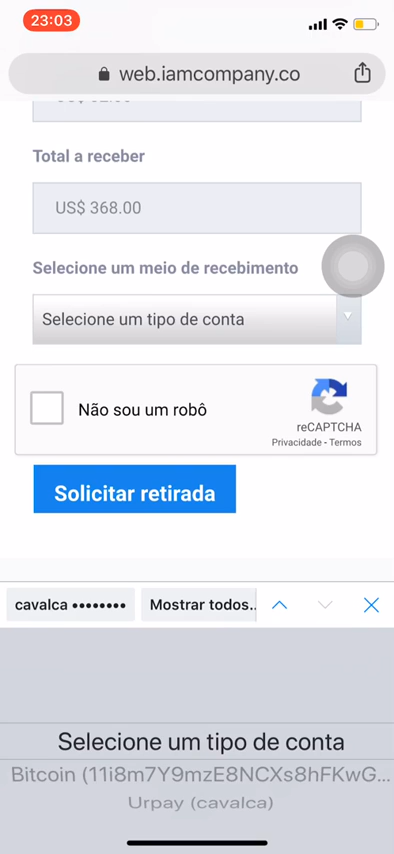 23:03
web.iamcompany.co
Total a receber
US$ 368.00
Selecione um meio de recebimento
Selecione um tipo de conta
Não sou um robô
reCAPTCHA
Privacidade - Termos
Solicitar retirada
cavalca •••••••• Mostrar todos..
Selecione um tipo de conta
Bitcoin (11i8m7Y9mzE8NCXs8hFKwG...
Urpay (cavalca)